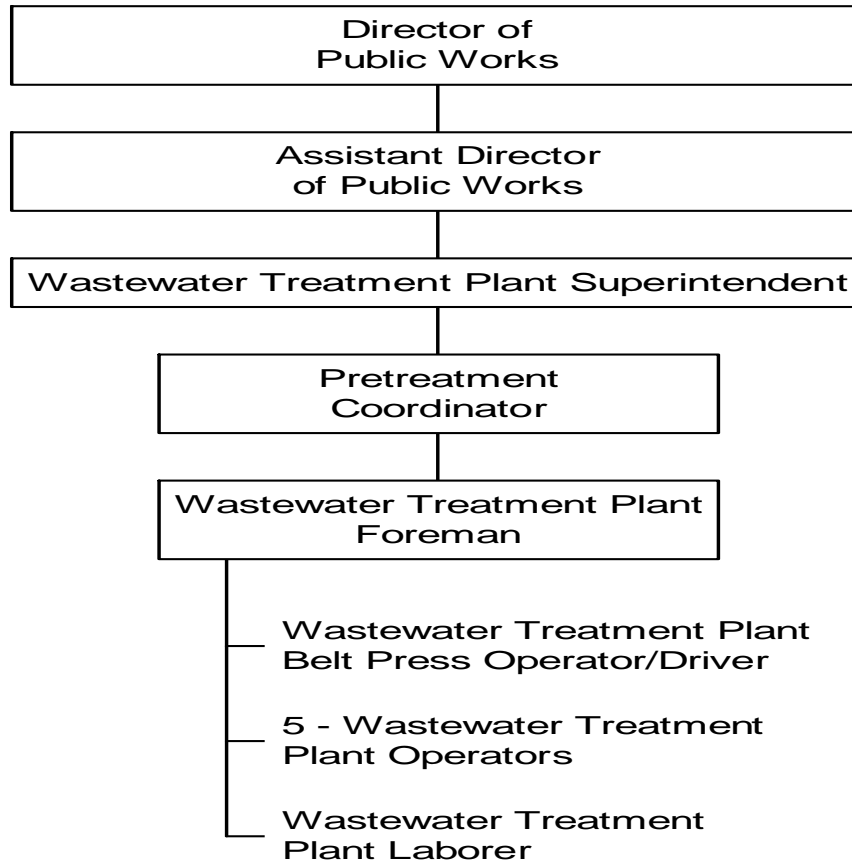 Director of
Public Works
Assistant Director
of Public Works
Wastewater Treatment Plant Superintendent
Pretreatment
Coordinator
Wastewater Treatment Plant
Foreman
Wastewater Treatment Plant
Belt Press Operator/Driver
5 - Wastewater Treatment
Plant Operators
Wastewater Treatment
Plant Laborer